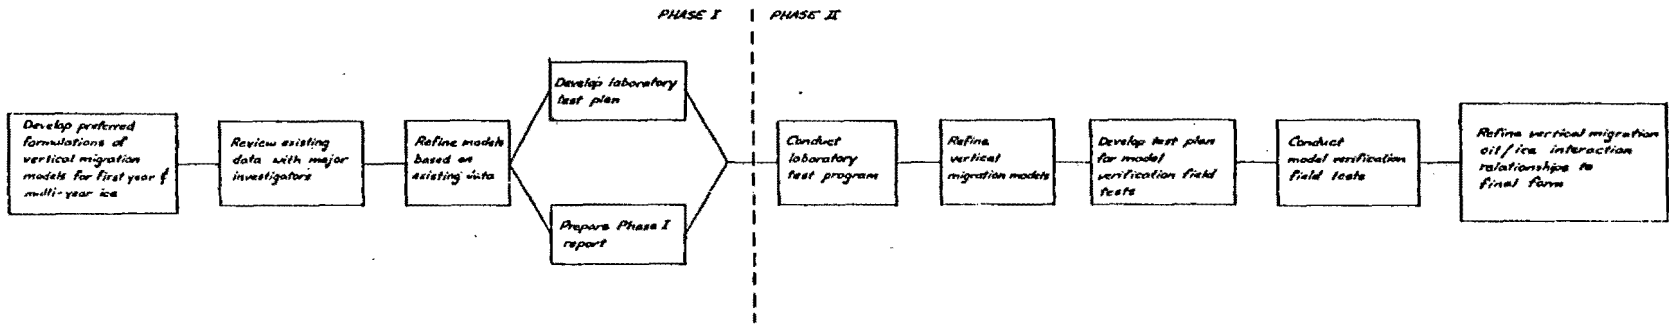 PHASE I
PHASE II
Develop preferred
formulations of
vertical migration
models for first year &
multi-year ice
Review existing
data with major
investigators
Refine models
based on
existing data
Develop laboratory
test plan
Prepare Phase I
report
Conduct
laboratory
test program
Refine
vertical
migration models
Develop test plan
for model
verification field
tests
Conduct
model verification
field tests
Refine vertical migration
oil/ice interaction
relationships to
final form